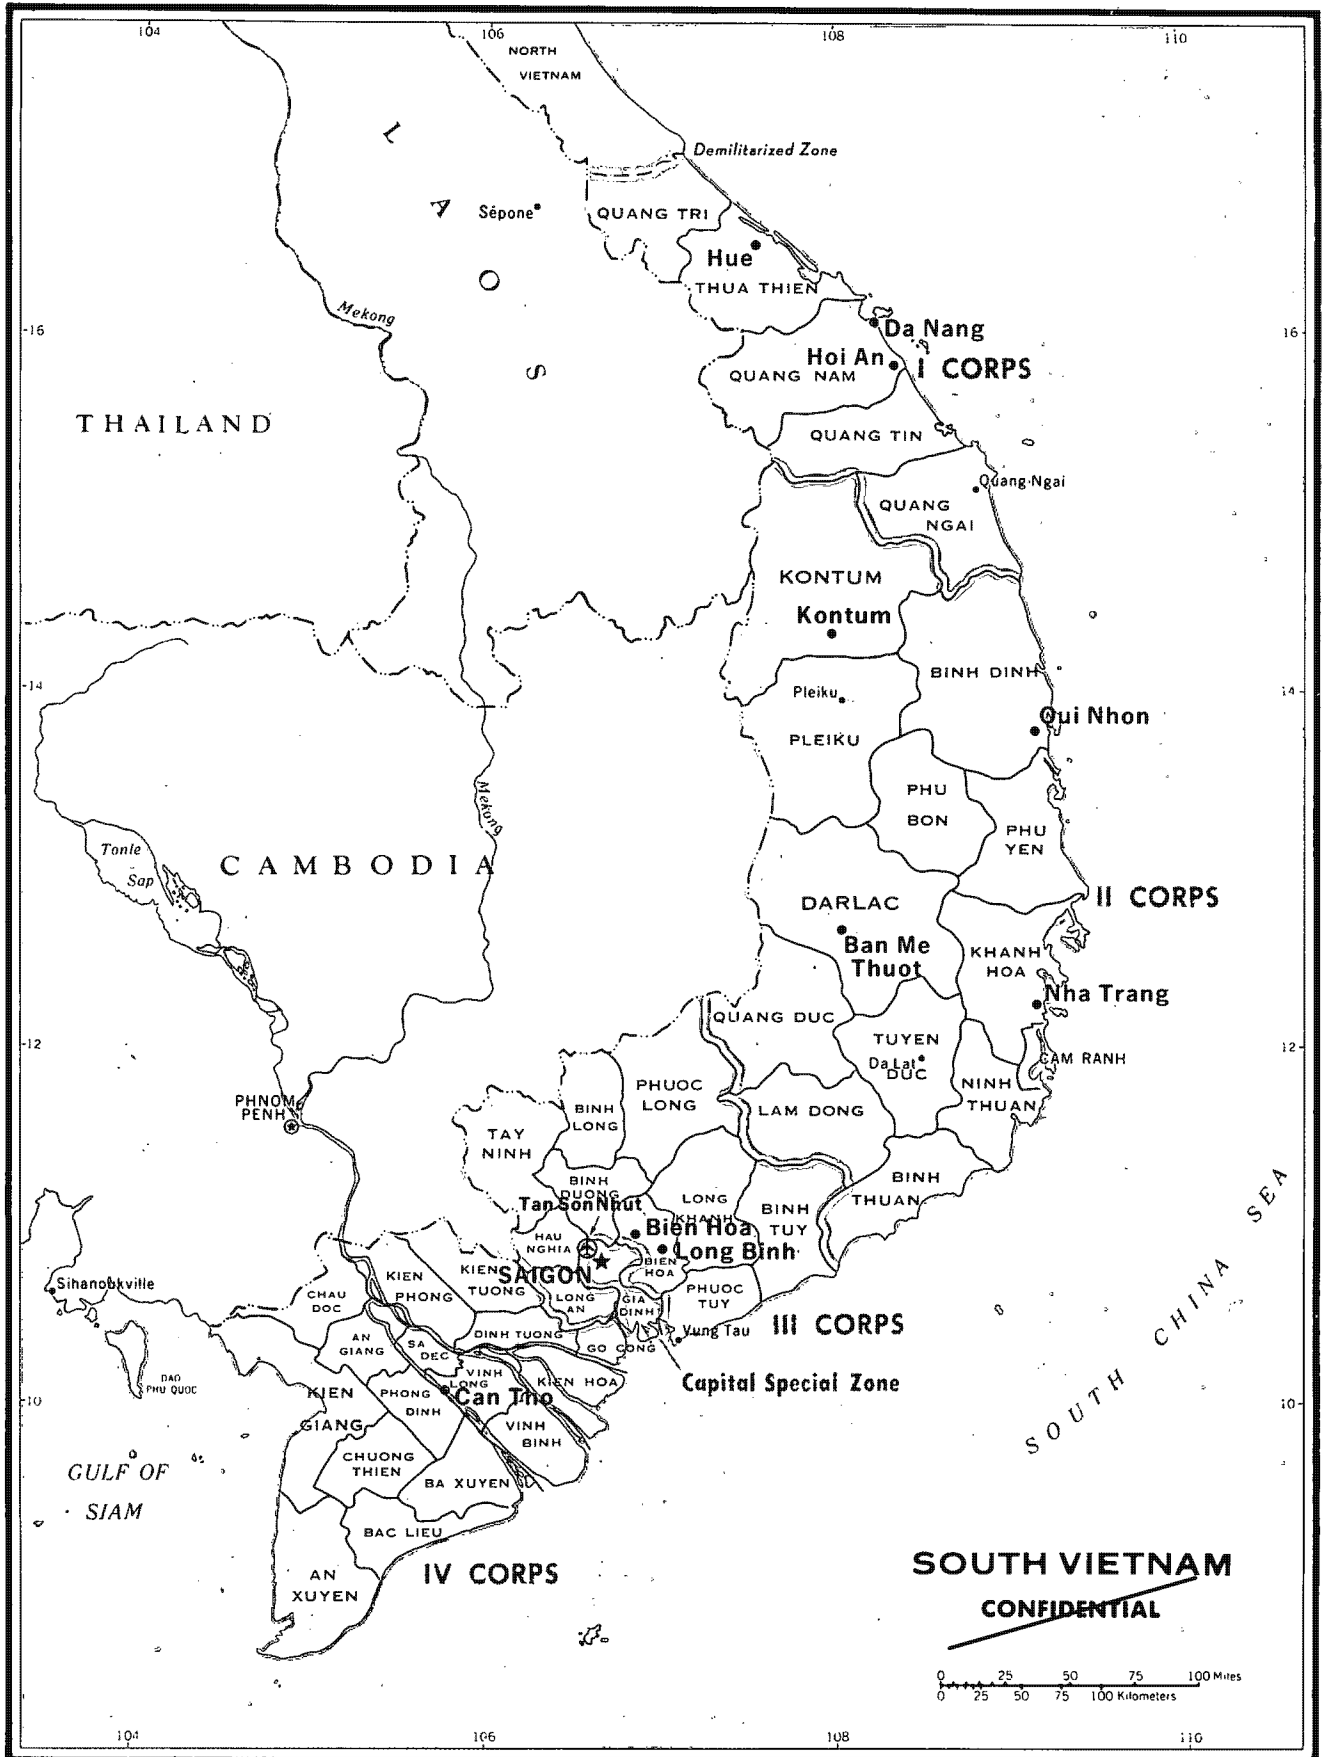 104
106
108
110
NORTH
VIETNAM
L
A
O
S
Demilitarized Zone
Sépone
QUANG TRI
Hue
THUA THIEN
Mekong
16
16
Da Nang
Hoi An
I CORPS
QUANG NAM
THAILAND
QUANG TIN
Quang Ngai
QUANG
NGAI
KONTUM
Kontum
BINH DINH
14
14
Pleiku
Qui Nhon
PLEIKU
PHU
BON
Mekong
PHU
YEN
Tonle
Sap
CAMBODIA
DARLAC
II CORPS
Ban Me
Thuot
KHANH
HOA
Nha Trang
QUANG DUC
12
12
TUYEN
DUC
Da Lat
CAM RANH
PHUOC
LONG
NINH
THUAN
PHNOM
PENH
BINH
LONG
LAM DONG
TAY
NINH
BINH
DUONG
BINH
THUAN
LONG
KHANH
BINH
TUY
Tan Son Nhut
Bien Hoa
HAU
NGHIA
Long Binh
SAIGON
BIEN
HOA
SEA
CHINA
SOUTH
Sihanoukville
CHAU
DOC
KIEN
PHONG
KIEN
TUONG
LONG
AN
GIA
DINH
PHUOC
TUY
Vung Tau
III CORPS
AN
GIANG
SA
DEC
DINH TUONG
GO CONG
DAO
PHU QUOC
VINH
LONG
KIEN HOA
Capital Special Zone
10
10
KIEN
GIANG
PHONG
DINH
Can Tho
VINH
BINH
CHUONG
THIEN
BA XUYEN
GULF OF
SIAM
BAC LIEU
AN
XUYEN
IV CORPS
SOUTH VIETNAM
CONFIDENTIAL
0 25 50 75 100 Miles
0 25 50 75 100 Kilometers
104
106
108
110